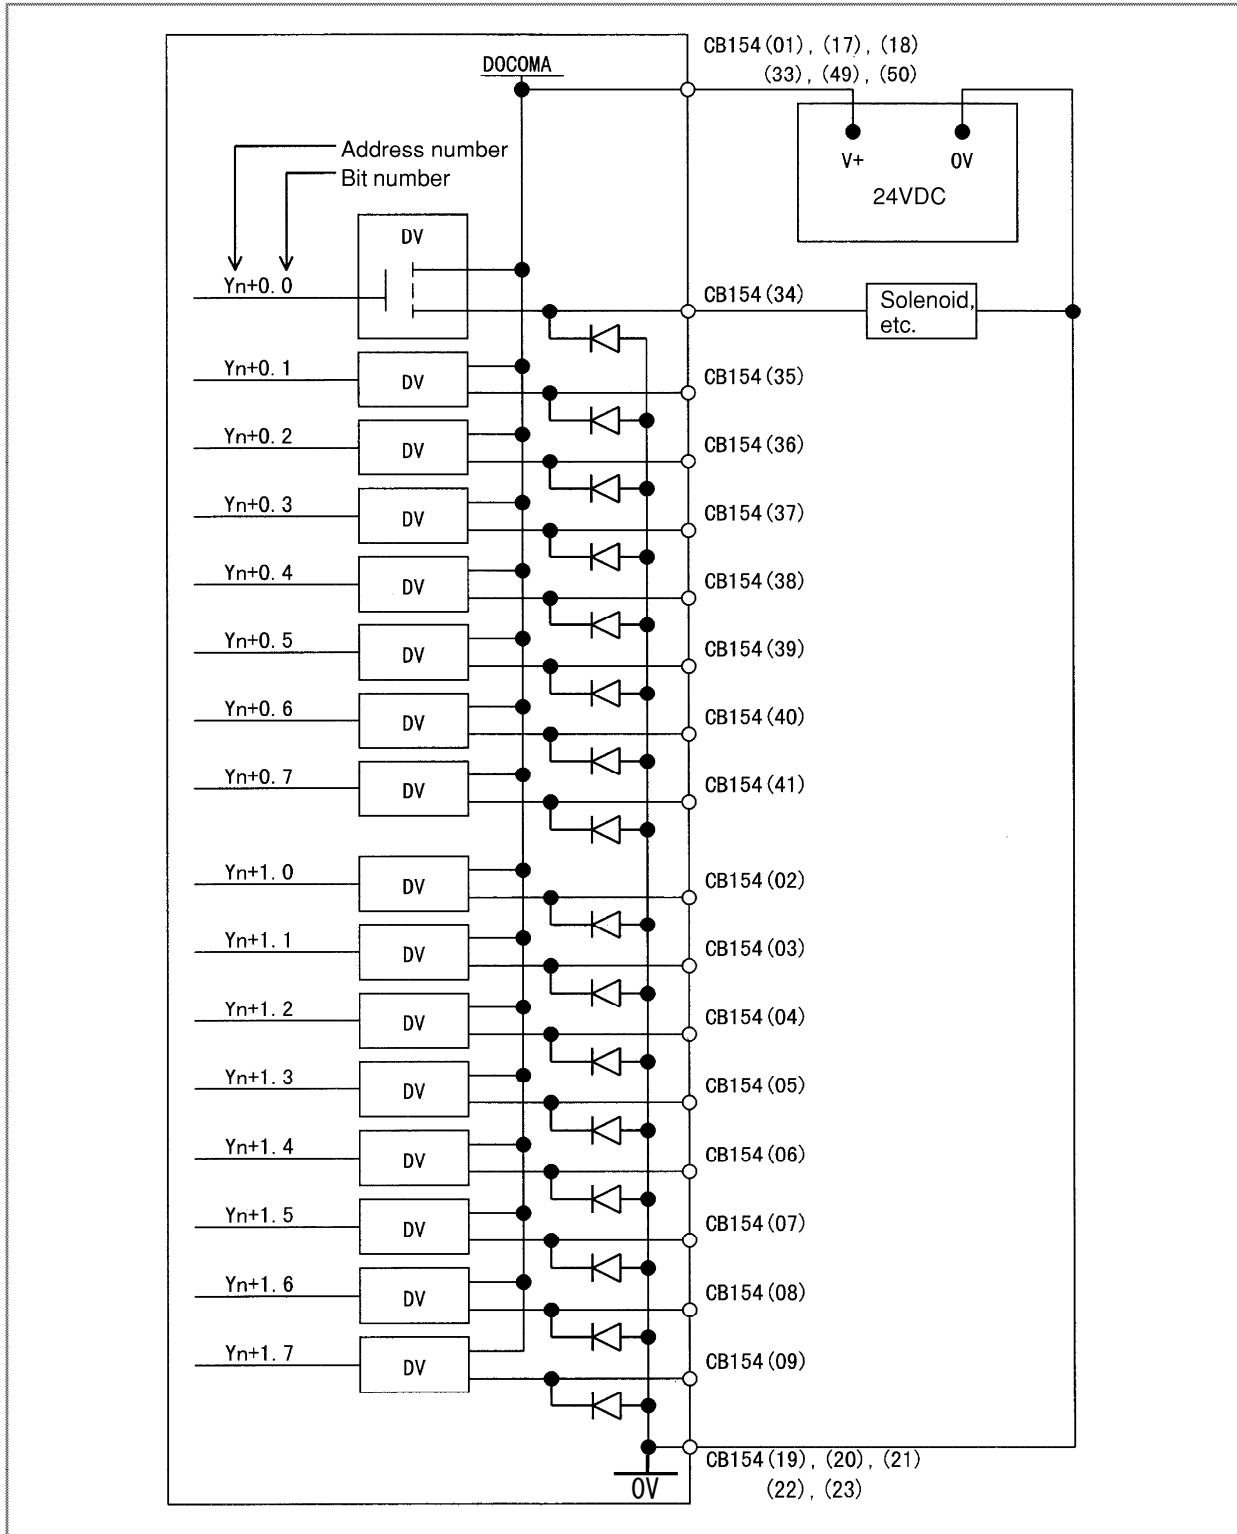 CB154(01), (17), (18)
(33), (49), (50)
DOCOMA
V+
0V
24VDC
Address number
Bit number
DV
Yn+0.0
CB154(34)
Solenoid,
etc.
Yn+0.1
DV
CB154(35)
Yn+0.2
DV
CB154(36)
Yn+0.3
DV
CB154(37)
Yn+0.4
DV
CB154(38)
Yn+0.5
DV
CB154(39)
Yn+0.6
DV
CB154(40)
Yn+0.7
DV
CB154(41)
Yn+1.0
DV
CB154(02)
Yn+1.1
DV
CB154(03)
Yn+1.2
DV
CB154(04)
Yn+1.3
DV
CB154(05)
Yn+1.4
DV
CB154(06)
Yn+1.5
DV
CB154(07)
Yn+1.6
DV
CB154(08)
Yn+1.7
DV
CB154(09)
CB154(19), (20), (21)
(22), (23)
0V